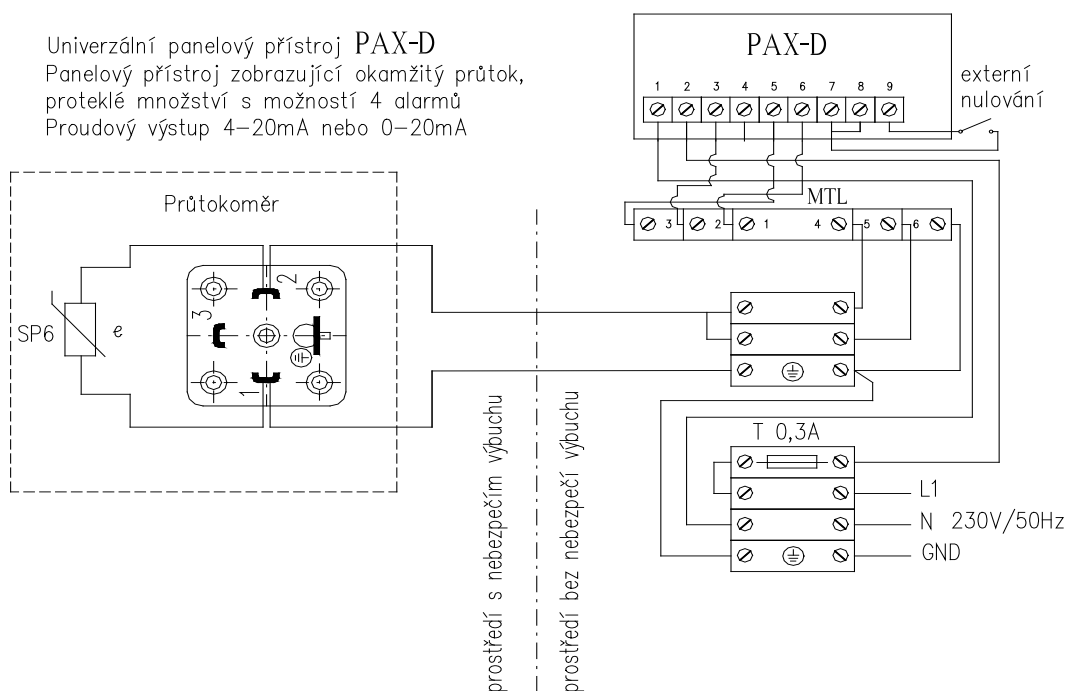 Univerzální panelový přístroj PAX-D
Panelový přístroj zobrazující okamžitý průtok,
proteklé množství s možností 4 alarmů
Proudový výstup 4-20mA nebo 0-20mA
PAX-D
1 2 3 4 5 6 7 8 9
externí
nulování
MTL
3 2 1 4 5 6
Průtokoměr
SP6
e
2
3
1
prostředí s nebezpečím výbuchu
prostředí bez nebezpečí výbuchu
T 0,3A
L1
N 230V/50Hz
GND